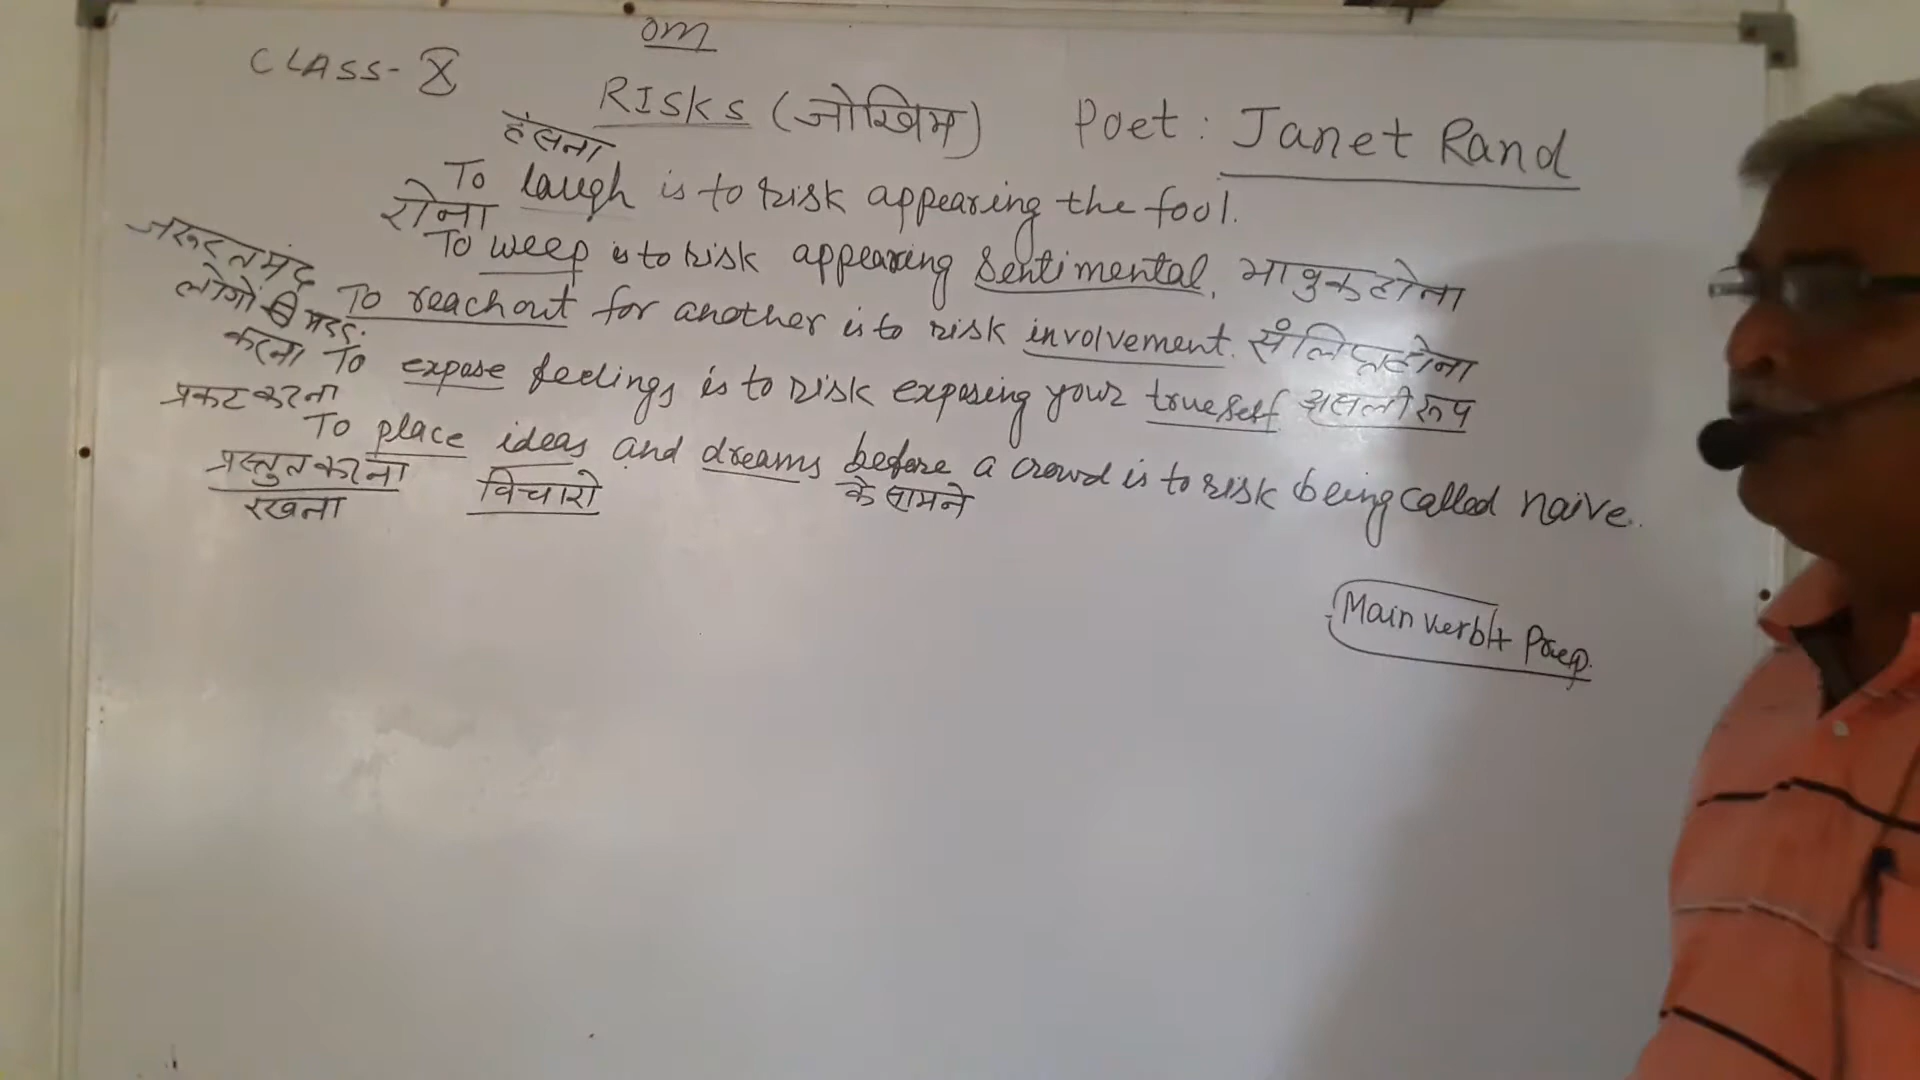 om
CLASS- 8
RISKS (जोखिम) Poet: Janet Rand
हंसना
To laugh is to risk appearing the fool.
रोना
To weep is to risk appearing Sentimental. भावुक होना
जरूरतमंद
लोगों की मदद
करना
To reach out for another is to risk involvement. संलिप्त होना
To expose feelings is to risk exposing your true self असली रूप
प्रकट करना
To place ideas and dreams before a crowd is to risk being called naive.
प्रस्तुत करना विचारो के सामने
रखना
Main verb + Prep.